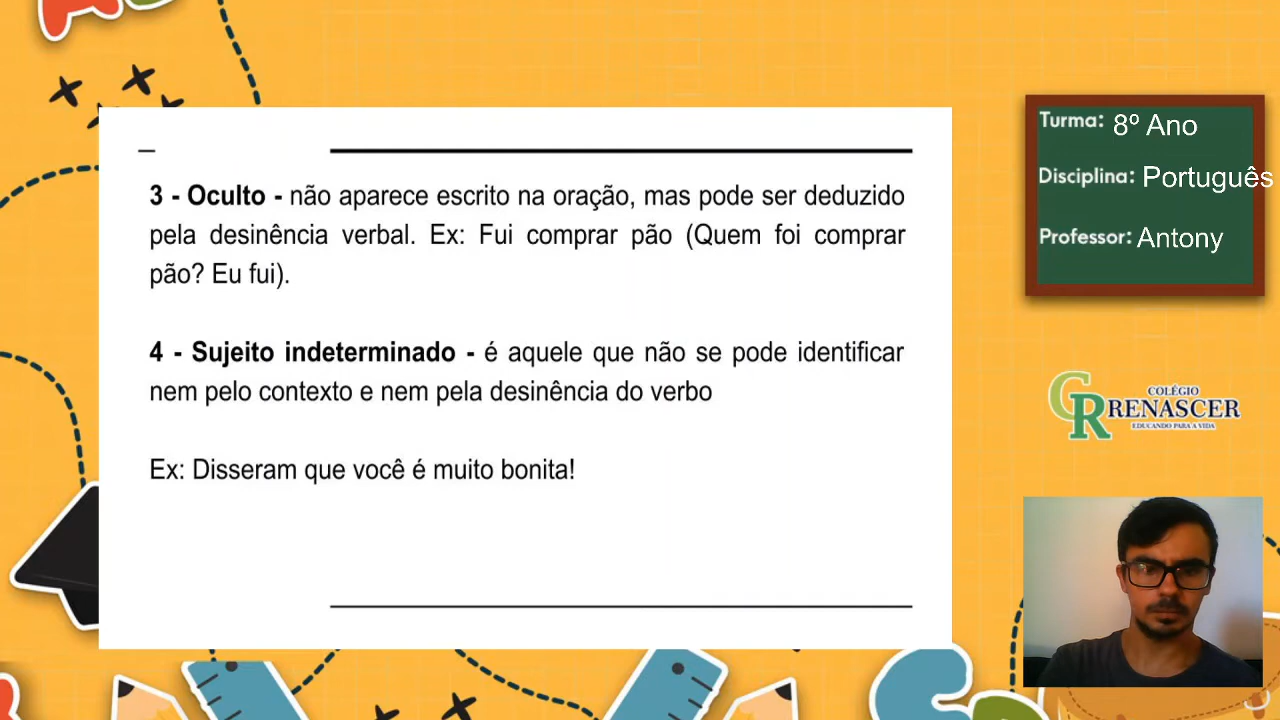 Turma: 8º Ano
Disciplina: Português
Professor: Antony
3 - Oculto - não aparece escrito na oração, mas pode ser deduzido
pela desinência verbal. Ex: Fui comprar pão (Quem foi comprar
pão? Eu fui).
4 - Sujeito indeterminado - é aquele que não se pode identificar
nem pelo contexto e nem pela desinência do verbo
Ex: Disseram que você é muito bonita!
CR
COLÉGIO
RENASCER
EDUCANDO PARA A VIDA